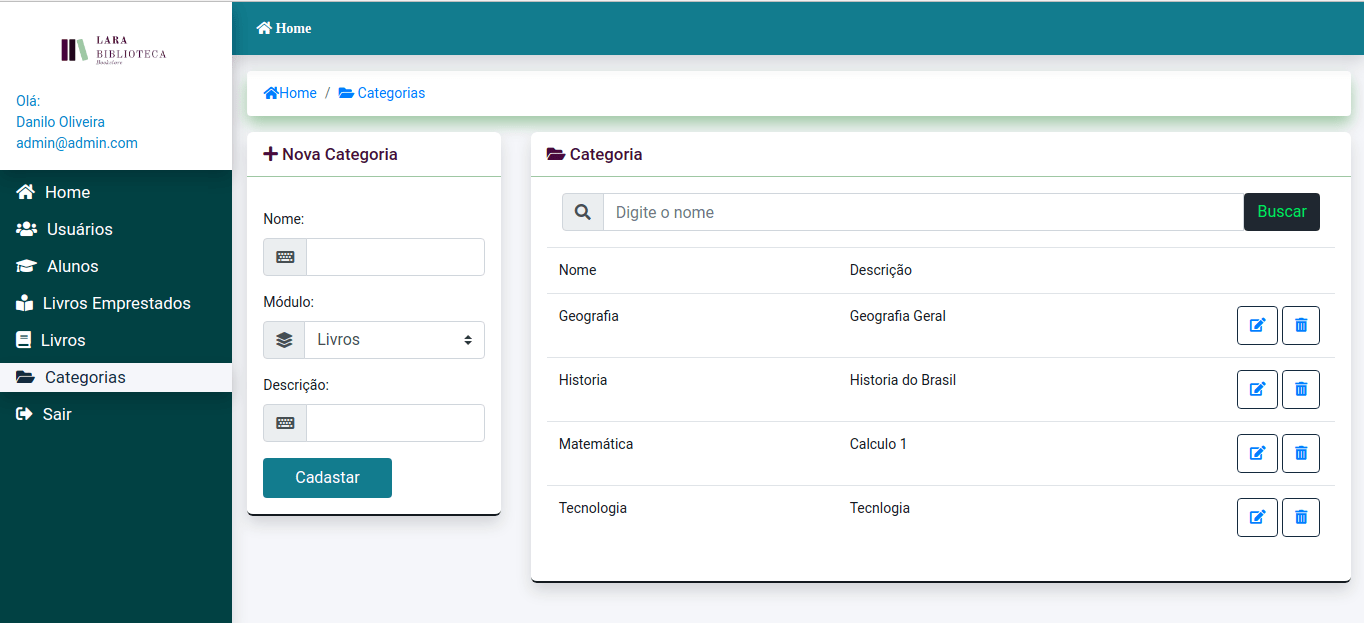 LARA
BIBLIOTECA
Bookstore
Olá:
Danilo Oliveira
admin@admin.com
Home
Usuários
Alunos
Livros Emprestados
Livros
Categorias
Sair
Home
Home / Categorias
Nova Categoria
Nome:
Módulo:
Livros
Descrição:
Cadastar
Categoria
Digite o nome
Buscar
Nome Descrição
Geografia Geografia Geral
Historia Historia do Brasil
Matemática Calculo 1
Tecnologia Tecnlogia